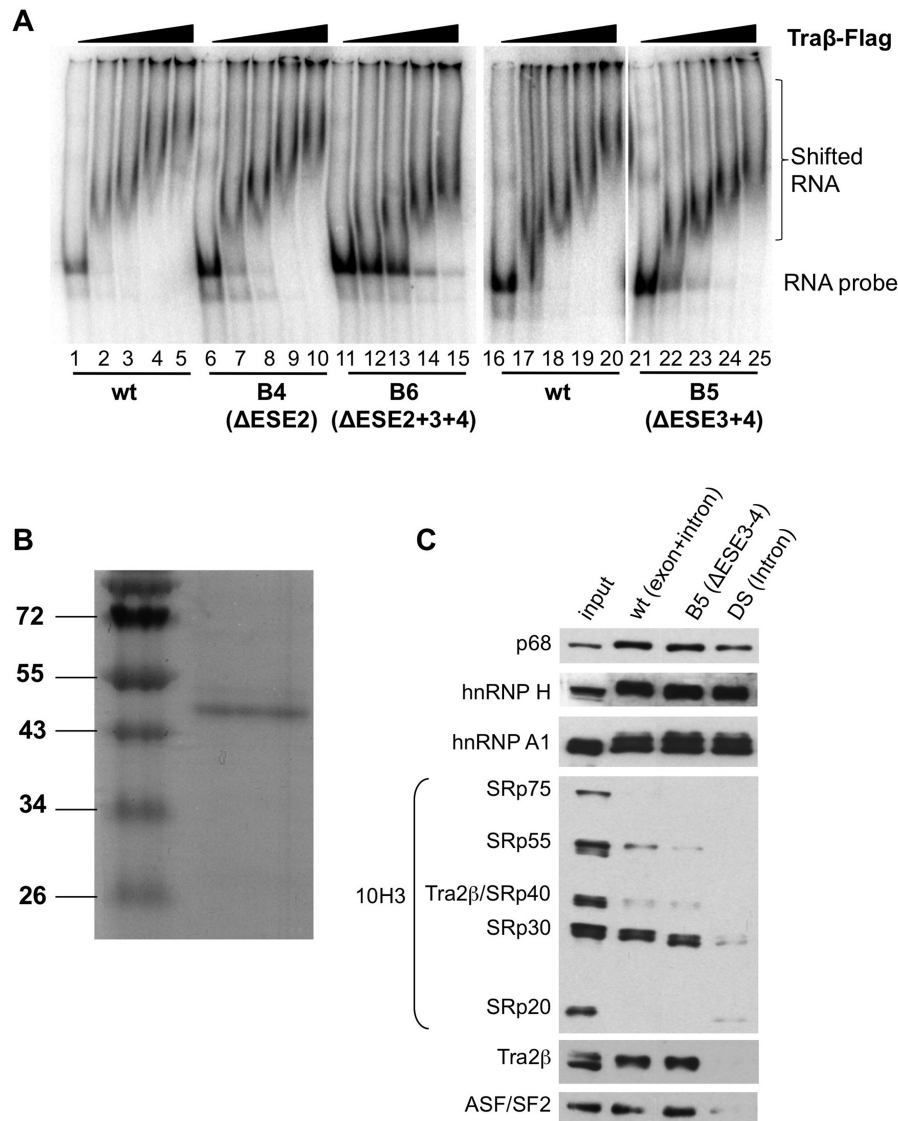 A
Traβ-Flag
Shifted
RNA
RNA probe
1 2 3 4 5 6 7 8 9 10 11 12 13 14 15 16 17 18 19 20 21 22 23 24 25
wt B4 B6 wt B5
(ΔESE2) (ΔESE2+3+4) (ΔESE3+4)
B
72
55
43
34
26
C
input wt (exon+intron) B5 (ΔESE3-4) DS (Intron)
p68
hnRNP H
hnRNP A1
SRp75
SRp55
10H3 Tra2β/SRp40
SRp30
SRp20
Tra2β
ASF/SF2